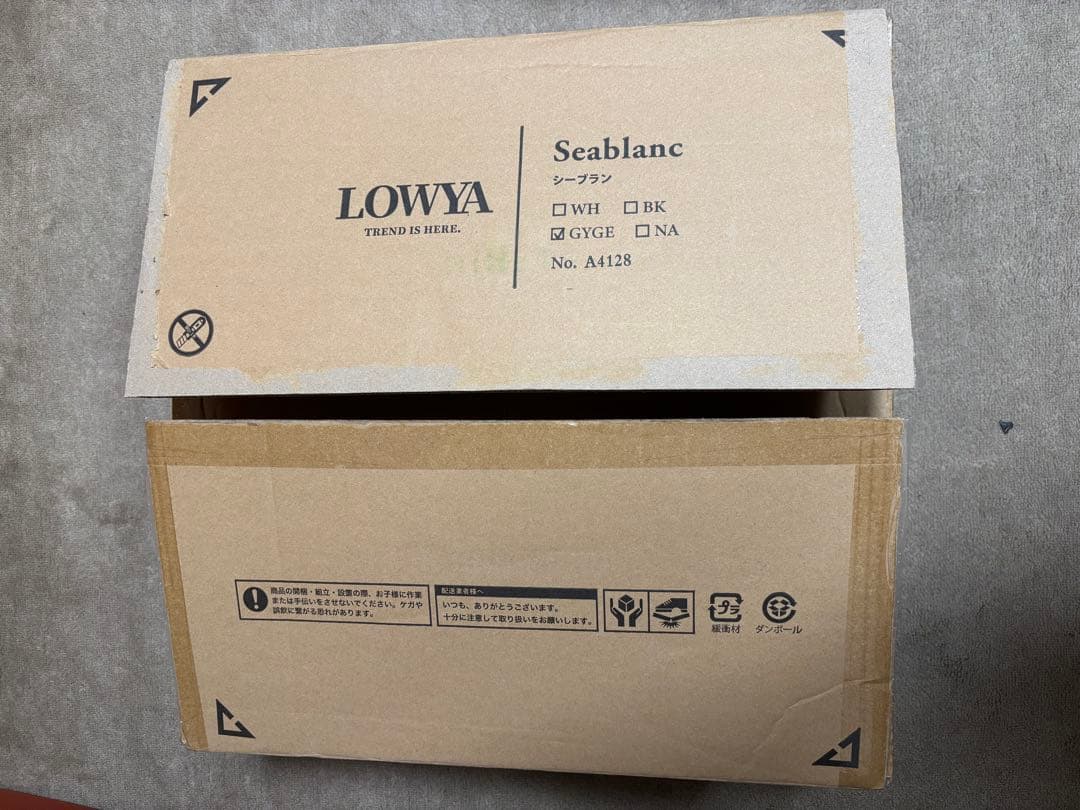 LOWYA
TREND IS HERE.
Seablanc
シーブラン
☐ WH ☐ BK
☑ GYGE ☐ NA
No. A4128
商品の開梱・組立・設置の際、お子様に作業
または手伝いをさせないでください。ケガや
誤飲に繋がる恐れがあります。
配送業者様へ
いつも、ありがとうございます。
十分に注意して取り扱いをお願いします。
プラ
緩衝材
ダンボール